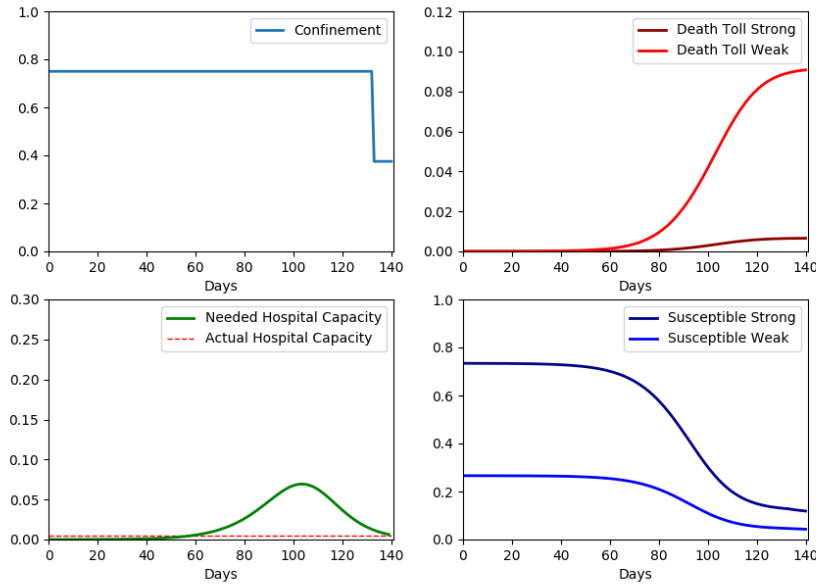 1.0
0.8
0.6
0.4
0.2
0.0
0 20 40 60 80 100 120 140
Days
Confinement
0.12
0.10
0.08
0.06
0.04
0.02
0.00
0 20 40 60 80 100 120 140
Days
Death Toll Strong
Death Toll Weak
0.30
0.25
0.20
0.15
0.10
0.05
0.00
0 20 40 60 80 100 120 140
Days
Needed Hospital Capacity
Actual Hospital Capacity
1.0
0.8
0.6
0.4
0.2
0.0
0 20 40 60 80 100 120 140
Days
Susceptible Strong
Susceptible Weak